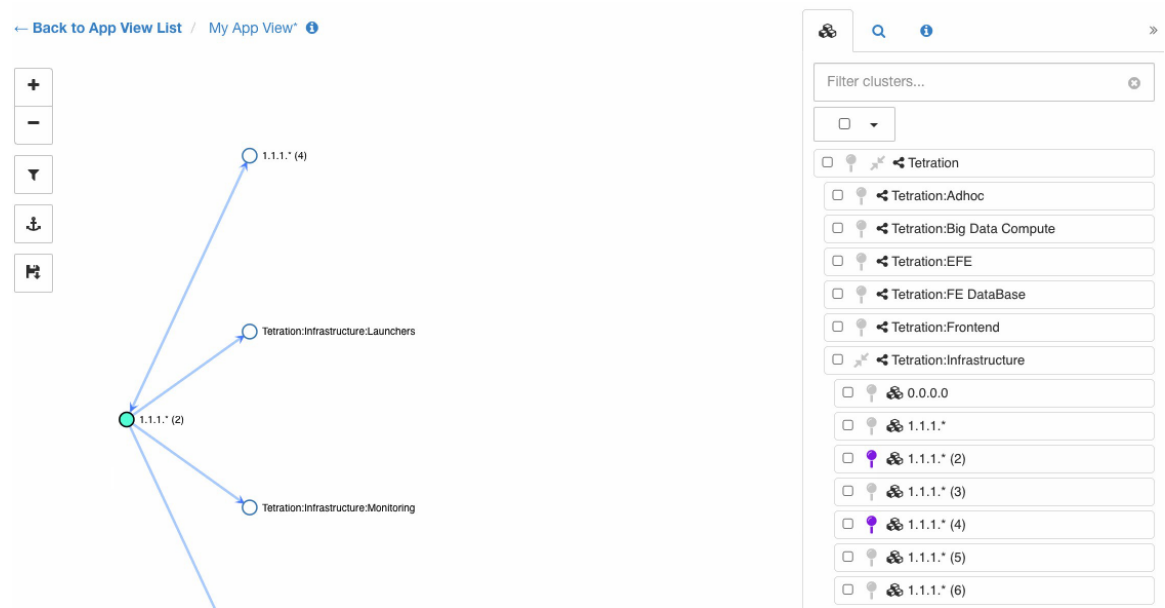 ← Back to App View List / My App View*
1.1.1.* (4)
Tetration:Infrastructure:Launchers
1.1.1.* (2)
Tetration:Infrastructure:Monitoring
»
Filter clusters...
Tetration
Tetration:Adhoc
Tetration:Big Data Compute
Tetration:EFE
Tetration:FE DataBase
Tetration:Frontend
Tetration:Infrastructure
0.0.0.0
1.1.1.*
1.1.1.* (2)
1.1.1.* (3)
1.1.1.* (4)
1.1.1.* (5)
1.1.1.* (6)